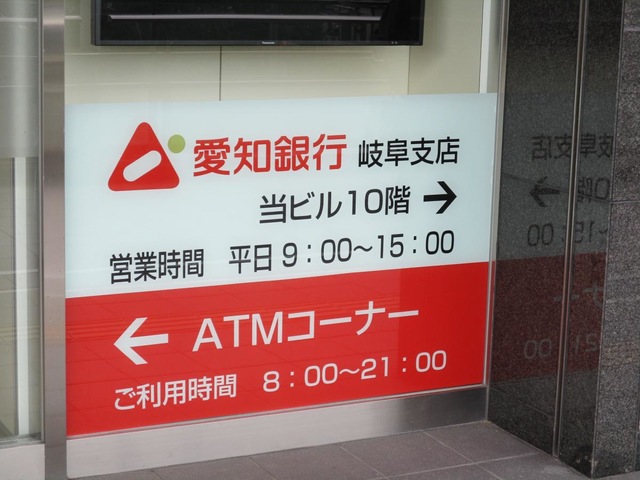 Panasonic
愛知銀行 岐阜支店
当ビル10階 →
営業時間 平日 9：00～15：00
← ATMコーナー
ご利用時間 8：00～21：00